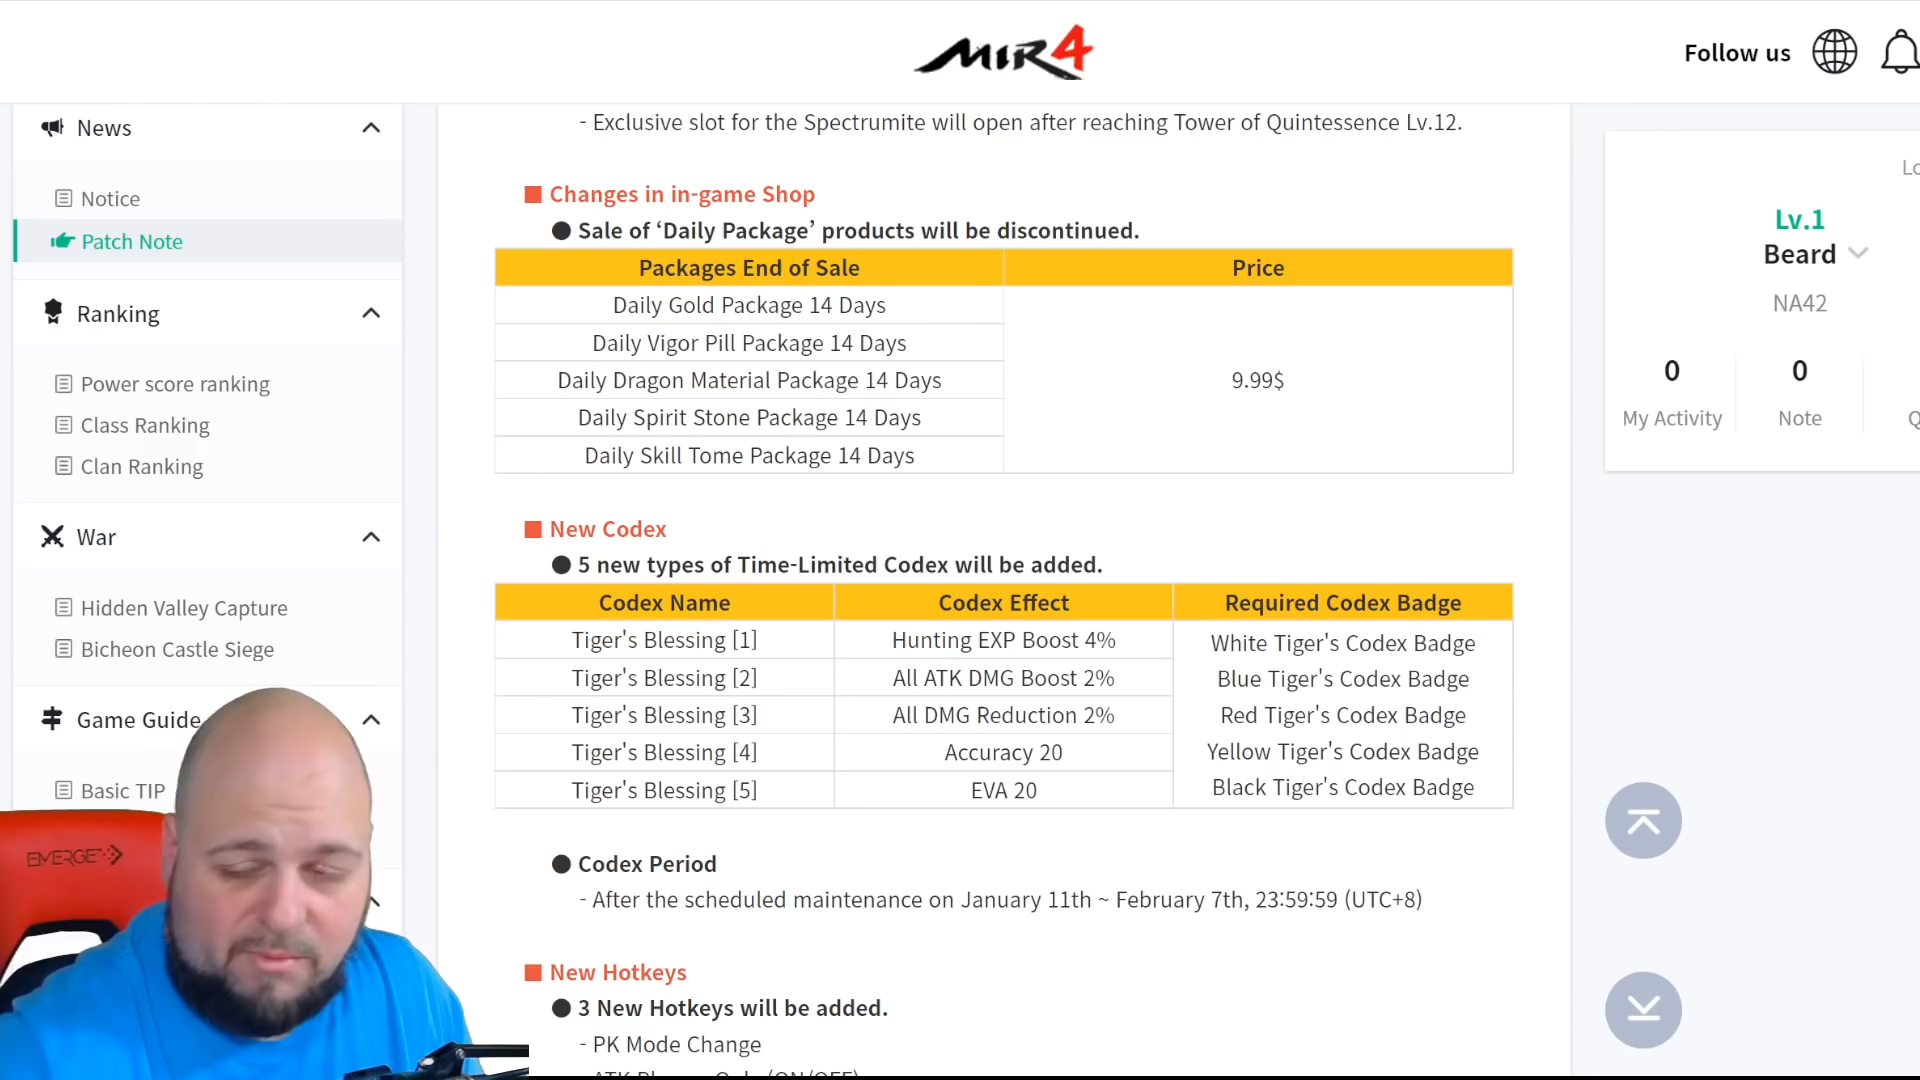 MIR4
Follow us
News
Notice
Patch Note
Ranking
Power score ranking
Class Ranking
Clan Ranking
War
Hidden Valley Capture
Bicheon Castle Siege
Game Guide
Basic TIP
EMERGE
- Exclusive slot for the Spectrumite will open after reaching Tower of Quintessence Lv.12.
■ Changes in in-game Shop
● Sale of ‘Daily Package’ products will be discontinued.
Packages End of Sale Price
Daily Gold Package 14 Days
Daily Vigor Pill Package 14 Days
Daily Dragon Material Package 14 Days 9.99$
Daily Spirit Stone Package 14 Days
Daily Skill Tome Package 14 Days
■ New Codex
● 5 new types of Time-Limited Codex will be added.
Codex Name Codex Effect Required Codex Badge
Tiger's Blessing [1] Hunting EXP Boost 4% White Tiger's Codex Badge
Tiger's Blessing [2] All ATK DMG Boost 2% Blue Tiger's Codex Badge
Tiger's Blessing [3] All DMG Reduction 2% Red Tiger's Codex Badge
Tiger's Blessing [4] Accuracy 20 Yellow Tiger's Codex Badge
Tiger's Blessing [5] EVA 20 Black Tiger's Codex Badge
● Codex Period
- After the scheduled maintenance on January 11th ~ February 7th, 23:59:59 (UTC+8)
■ New Hotkeys
● 3 New Hotkeys will be added.
- PK Mode Change
Lv.1
Beard
NA42
0 0
My Activity Note